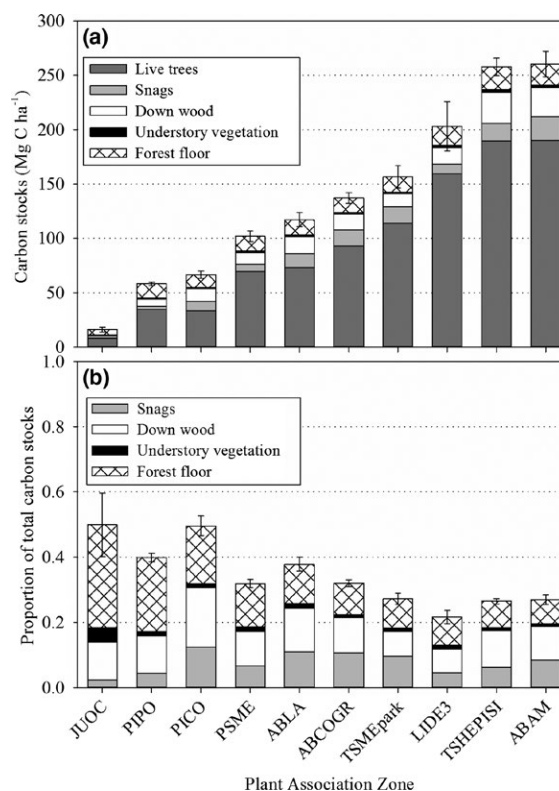 (a)
Live trees
Snags
Down wood
Understory vegetation
Forest floor
Carbon stocks (Mg C ha⁻¹)
300
250
200
150
100
50
0
(b)
Snags
Down wood
Understory vegetation
Forest floor
Proportion of total carbon stocks
1.0
0.8
0.6
0.4
0.2
0.0
JUOC
PIPO
PICO
PSME
ABLA
ABCOGR
TSMEpark
LIDE3
TSHEPISI
ABAM
Plant Association Zone